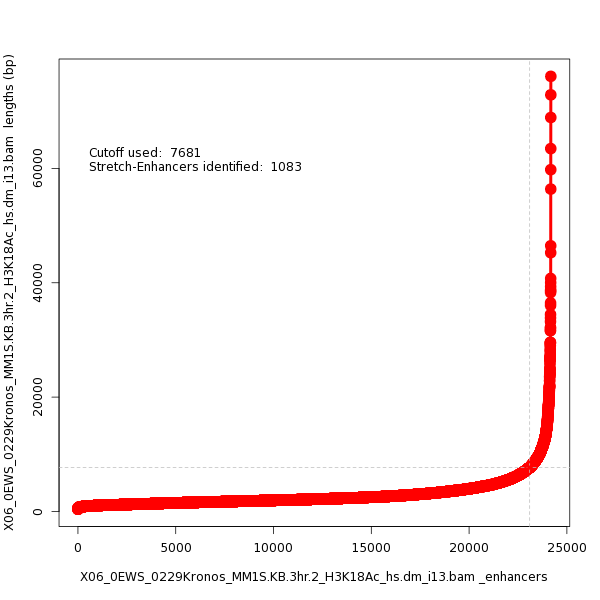 Cutoff used:  7681
Stretch-Enhancers identified:  1083
X06_0EWS_0229Kronos_MM1S.KB.3hr.2_H3K18Ac_hs.dm_i13.bam  lengths (bp)
60000
40000
20000
0
0 5000 10000 15000 20000 25000
X06_0EWS_0229Kronos_MM1S.KB.3hr.2_H3K18Ac_hs.dm_i13.bam _enhancers